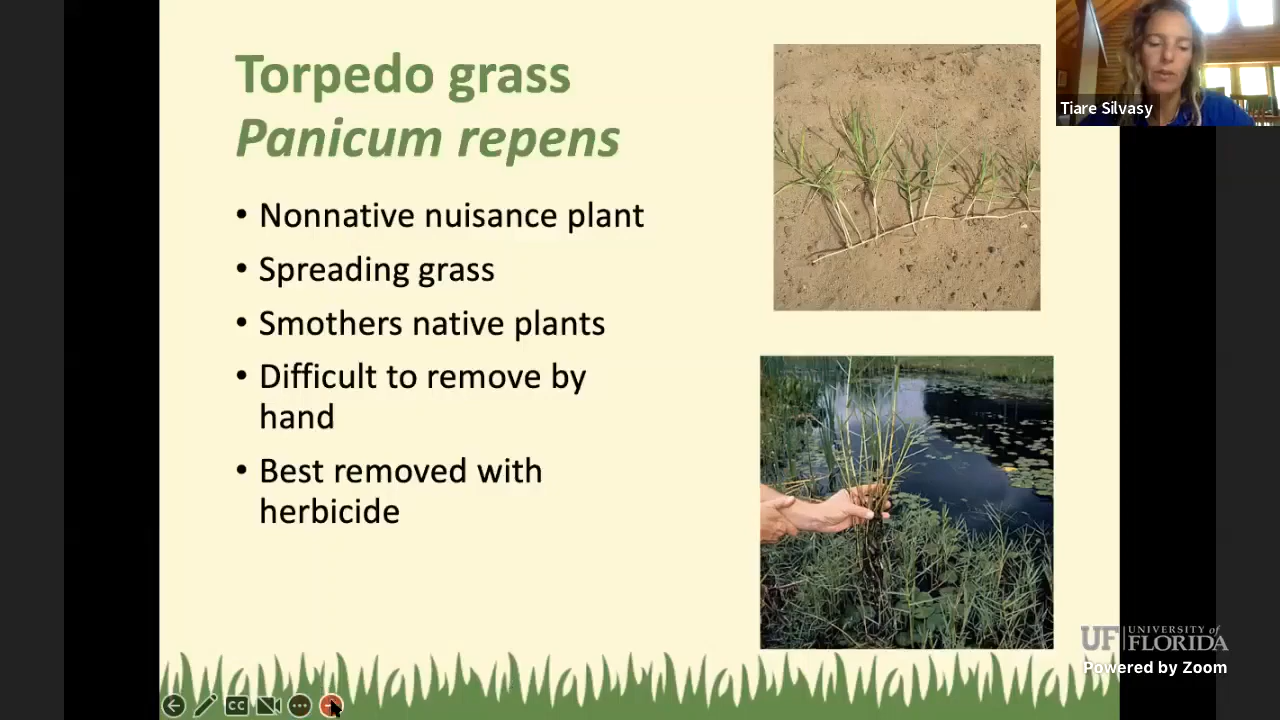 Torpedo grass
Panicum repens
• Nonnative nuisance plant
• Spreading grass
• Smothers native plants
• Difficult to remove by
hand
• Best removed with
herbicide
Tiare Silvasy
UF UNIVERSITY of
FLORIDA
Powered by Zoom
CC